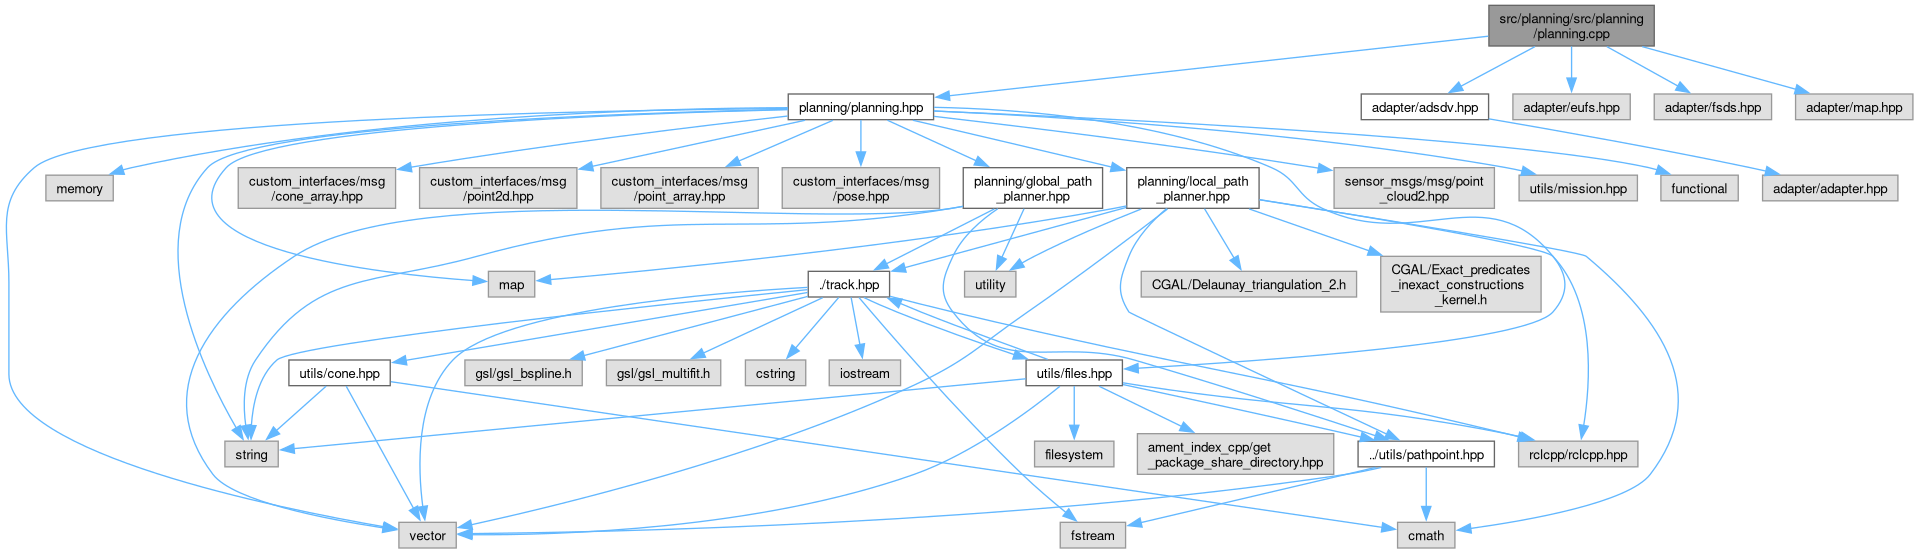 src/planning/src/planning
/planning.cpp
planning/planning.hpp
adapter/adsdv.hpp
adapter/eufs.hpp
adapter/fsds.hpp
adapter/map.hpp
memory
custom_interfaces/msg
/cone_array.hpp
custom_interfaces/msg
/point2d.hpp
custom_interfaces/msg
/point_array.hpp
custom_interfaces/msg
/pose.hpp
planning/global_path
_planner.hpp
planning/local_path
_planner.hpp
sensor_msgs/msg/point
_cloud2.hpp
utils/mission.hpp
functional
adapter/adapter.hpp
map
./track.hpp
utility
CGAL/Delaunay_triangulation_2.h
CGAL/Exact_predicates
_inexact_constructions
_kernel.h
utils/cone.hpp
gsl/gsl_bspline.h
gsl/gsl_multifit.h
cstring
iostream
utils/files.hpp
string
filesystem
ament_index_cpp/get
_package_share_directory.hpp
../utils/pathpoint.hpp
rclcpp/rclcpp.hpp
vector
fstream
cmath